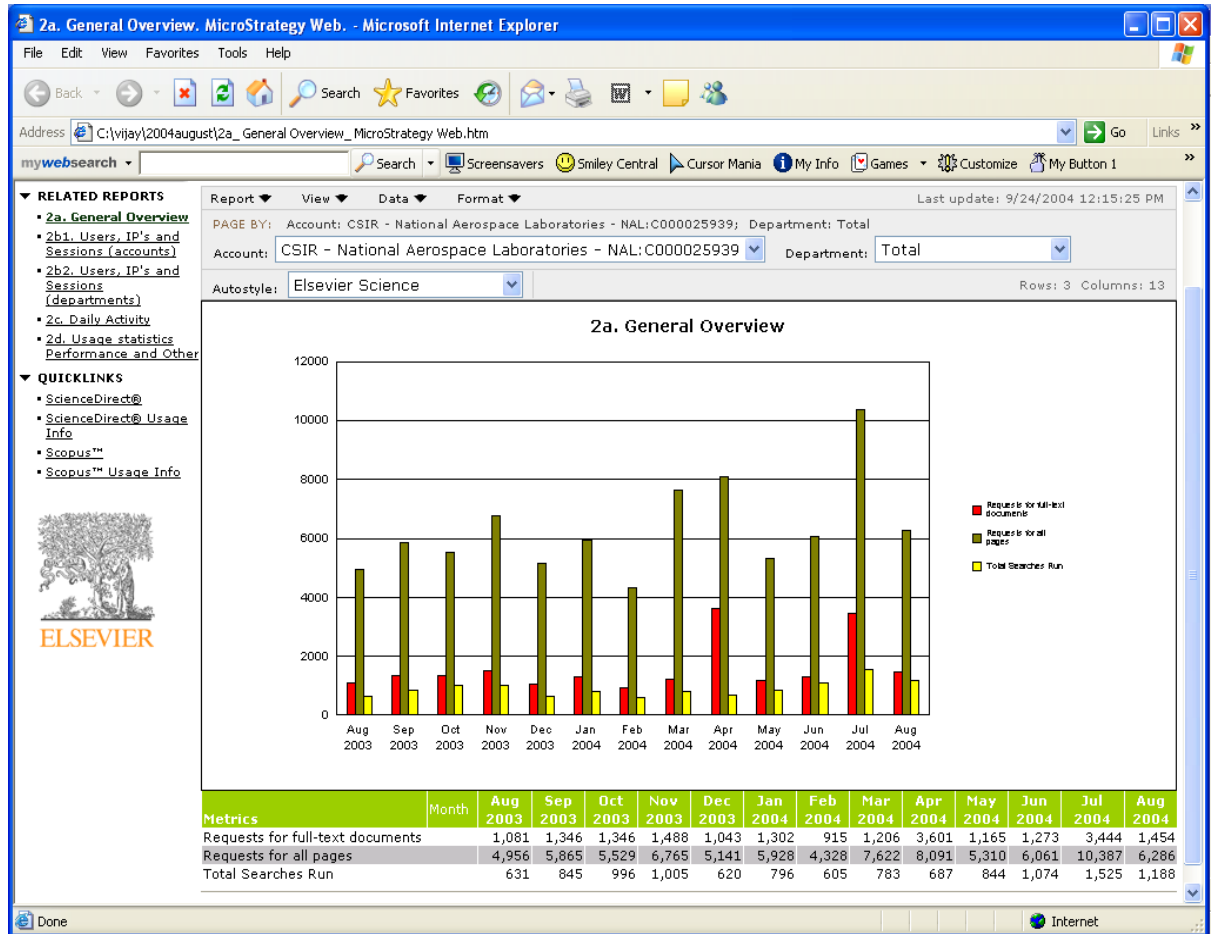 2a. General Overview. MicroStrategy Web. - Microsoft Internet Explorer
File Edit View Favorites Tools Help
Back Search Favorites
Address C:\vijay\2004august\2a_ General Overview_ MicroStrategy Web.htm Go Links »
mywebsearch Search Screensavers Smiley Central Cursor Mania My Info Games Customize My Button 1 »
RELATED REPORTS
2a. General Overview
2b1. Users, IP's and
Sessions (accounts)
2b2. Users, IP's and
Sessions
(departments)
2c. Daily Activity
2d. Usage statistics
Performance and Other
QUICKLINKS
ScienceDirect®
ScienceDirect® Usage
Info
Scopus™
Scopus™ Usage Info
ELSEVIER
Report View Data Format Last update: 9/24/2004 12:15:25 PM
PAGE BY: Account: CSIR - National Aerospace Laboratories - NAL:C000025939; Department: Total
Account: CSIR - National Aerospace Laboratories - NAL:C000025939 Department: Total
Autostyle: Elsevier Science Rows: 3 Columns: 13
2a. General Overview
12000
10000
8000
6000
4000
2000
0
Aug Sep Oct Nov Dec Jan Feb Mar Apr May Jun Jul Aug
2003 2003 2003 2003 2003 2004 2004 2004 2004 2004 2004 2004 2004
Requests for full-text
documents
Requests for all
pages
Total Searches Run
Metrics Month Aug Sep Oct Nov Dec Jan Feb Mar Apr May Jun Jul Aug
2003 2003 2003 2003 2003 2004 2004 2004 2004 2004 2004 2004 2004
Requests for full-text documents 1,081 1,346 1,346 1,488 1,043 1,302 915 1,206 3,601 1,165 1,273 3,444 1,454
Requests for all pages 4,956 5,865 5,529 6,765 5,141 5,928 4,328 7,622 8,091 5,310 6,061 10,387 6,286
Total Searches Run 631 845 996 1,005 620 796 605 783 687 844 1,074 1,525 1,188
Done Internet